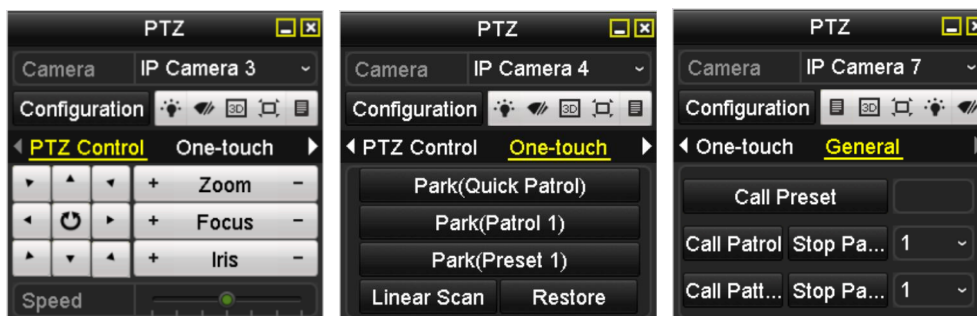 PTZ
Camera IP Camera 3
Configuration 3D
PTZ Control One-touch
+ Zoom −
+ Focus −
+ Iris −
Speed
PTZ
Camera IP Camera 4
Configuration 3D
PTZ Control One-touch
Park(Quick Patrol)
Park(Patrol 1)
Park(Preset 1)
Linear Scan Restore
PTZ
Camera IP Camera 7
Configuration 3D
One-touch General
Call Preset
Call Patrol Stop Pa... 1
Call Patt... Stop Pa... 1